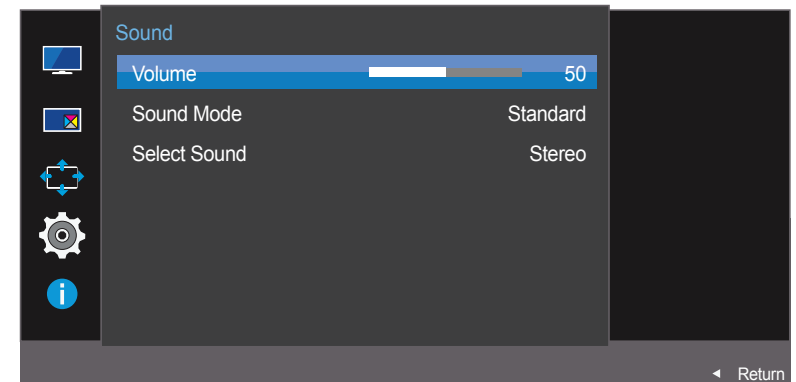 Sound
Volume 50
Sound Mode Standard
Select Sound Stereo
Return